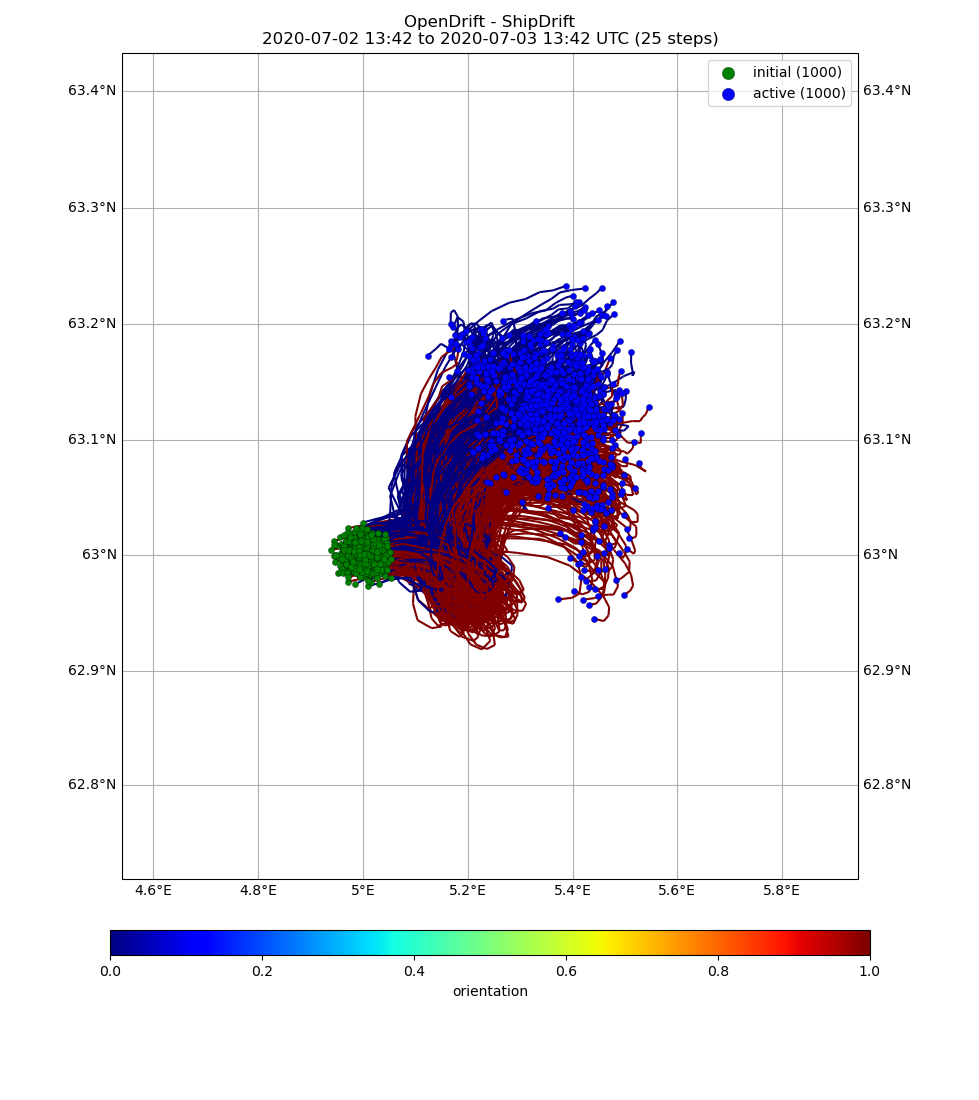 OpenDrift - ShipDrift
2020-07-02 13:42 to 2020-07-03 13:42 UTC (25 steps)
initial (1000)
active (1000)
63.4°N 63.4°N
63.3°N 63.3°N
63.2°N 63.2°N
63.1°N 63.1°N
63°N 63°N
62.9°N 62.9°N
62.8°N 62.8°N
4.6°E 4.8°E 5°E 5.2°E 5.4°E 5.6°E 5.8°E
0.0 0.2 0.4 0.6 0.8 1.0
orientation